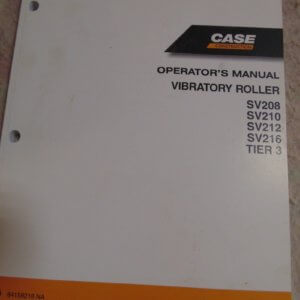 CASE
CONSTRUCTION
OPERATOR'S MANUAL
VIBRATORY ROLLER
SV208
SV210
SV212
SV216
TIER 3